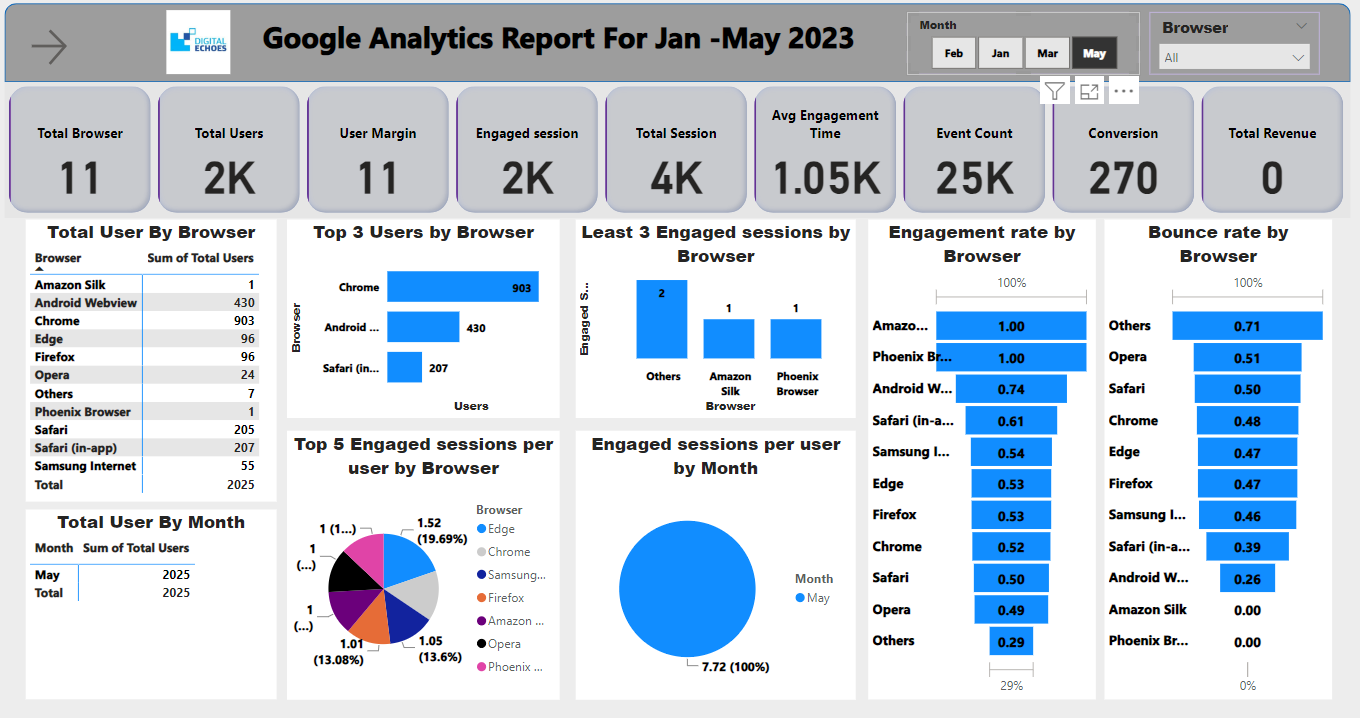 DIGITAL
ECHOES
Google Analytics Report For Jan -May 2023
Month
Feb
Jan
Mar
May
Browser
All
Total Browser
11
Total Users
2K
User Margin
11
Engaged session
2K
Total Session
4K
Avg Engagement
Time
1.05K
Event Count
25K
Conversion
270
Total Revenue
0
Total User By Browser
Browser Sum of Total Users
Amazon Silk 1
Android Webview 430
Chrome 903
Edge 96
Firefox 96
Opera 24
Others 7
Phoenix Browser 1
Safari 205
Safari (in-app) 207
Samsung Internet 55
Total 2025
Total User By Month
Month Sum of Total Users
May 2025
Total 2025
Top 3 Users by Browser
Browser
Chrome 903
Android ... 430
Safari (in... 207
Users
Least 3 Engaged sessions by
Browser
Engaged S...
2
1
1
Others
Amazon
Silk
Phoenix
Browser
Browser
Top 5 Engaged sessions per
user by Browser
1.52
(19.69%)
1.05
(13.6%)
1.01
(13.08%)
1
(...)
1
(...)
1 (1...)
Browser
Edge
Chrome
Samsung...
Firefox
Amazon ...
Opera
Phoenix ...
Engaged sessions per user
by Month
7.72 (100%)
Month
May
Engagement rate by
Browser
100%
Amazo... 1.00
Phoenix Br... 1.00
Android W... 0.74
Safari (in-a... 0.61
Samsung I... 0.54
Edge 0.53
Firefox 0.53
Chrome 0.52
Safari 0.50
Opera 0.49
Others 0.29
29%
Bounce rate by
Browser
100%
Others 0.71
Opera 0.51
Safari 0.50
Chrome 0.48
Edge 0.47
Firefox 0.47
Samsung I... 0.46
Safari (in-a... 0.39
Android W... 0.26
Amazon Silk 0.00
Phoenix Br... 0.00
0%